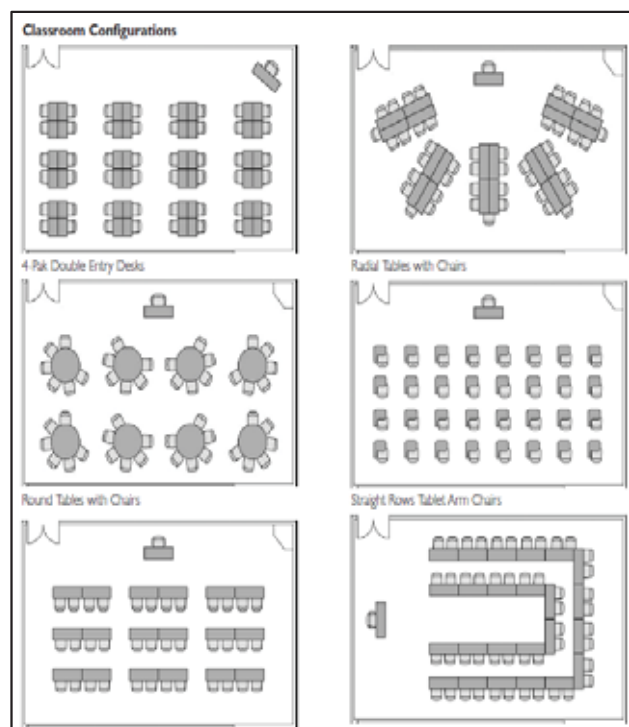 Classroom Configurations
4-Pak Double Entry Desks
Radial Tables with Chairs
Round Tables with Chairs
Straight Rows Tablet Arm Chairs